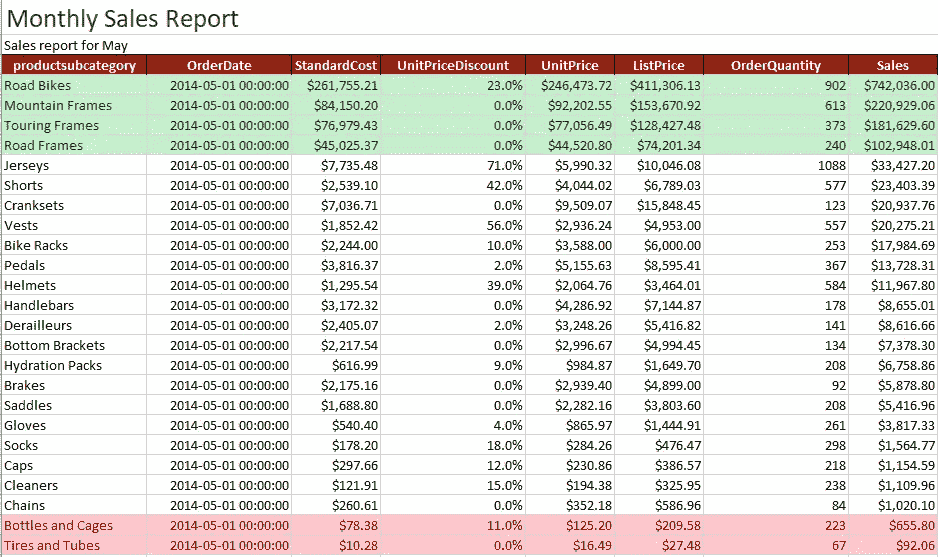 Monthly Sales Report
Sales report for May
productsubcategory OrderDate StandardCost UnitPriceDiscount UnitPrice ListPrice OrderQuantity Sales
Road Bikes 2014-05-01 00:00:00 $261,755.21 23.0% $246,473.72 $411,306.13 902 $742,036.00
Mountain Frames 2014-05-01 00:00:00 $84,150.20 0.0% $92,202.55 $153,670.92 613 $220,929.06
Touring Frames 2014-05-01 00:00:00 $76,979.43 0.0% $77,056.49 $128,427.48 373 $181,629.60
Road Frames 2014-05-01 00:00:00 $45,025.37 0.0% $44,520.80 $74,201.34 240 $102,948.01
Jerseys 2014-05-01 00:00:00 $7,735.48 71.0% $5,990.32 $10,046.08 1088 $33,427.20
Shorts 2014-05-01 00:00:00 $2,539.10 42.0% $4,044.02 $6,789.03 577 $23,403.39
Cranksets 2014-05-01 00:00:00 $7,036.71 0.0% $9,509.07 $15,848.45 123 $20,937.76
Vests 2014-05-01 00:00:00 $1,852.42 56.0% $2,936.24 $4,953.00 557 $20,275.21
Bike Racks 2014-05-01 00:00:00 $2,244.00 10.0% $3,588.00 $6,000.00 253 $17,984.69
Pedals 2014-05-01 00:00:00 $3,816.37 2.0% $5,155.63 $8,595.41 367 $13,728.31
Helmets 2014-05-01 00:00:00 $1,295.54 39.0% $2,064.76 $3,464.01 584 $11,967.80
Handlebars 2014-05-01 00:00:00 $3,172.32 0.0% $4,286.92 $7,144.87 178 $8,655.01
Derailleurs 2014-05-01 00:00:00 $2,405.07 2.0% $3,248.26 $5,416.82 141 $8,616.66
Bottom Brackets 2014-05-01 00:00:00 $2,217.54 0.0% $2,996.67 $4,994.45 134 $7,378.30
Hydration Packs 2014-05-01 00:00:00 $616.99 9.0% $984.87 $1,649.70 208 $6,758.86
Brakes 2014-05-01 00:00:00 $2,175.16 0.0% $2,939.40 $4,899.00 92 $5,878.80
Saddles 2014-05-01 00:00:00 $1,688.80 0.0% $2,282.16 $3,803.60 208 $5,416.96
Gloves 2014-05-01 00:00:00 $540.40 4.0% $865.97 $1,444.91 261 $3,817.33
Socks 2014-05-01 00:00:00 $178.20 18.0% $284.26 $476.47 298 $1,564.77
Caps 2014-05-01 00:00:00 $297.66 12.0% $230.86 $386.57 218 $1,154.59
Cleaners 2014-05-01 00:00:00 $121.91 15.0% $194.38 $325.95 238 $1,109.96
Chains 2014-05-01 00:00:00 $260.61 0.0% $352.18 $586.96 84 $1,020.10
Bottles and Cages 2014-05-01 00:00:00 $78.38 11.0% $125.20 $209.58 223 $655.80
Tires and Tubes 2014-05-01 00:00:00 $10.28 0.0% $16.49 $27.48 67 $92.06